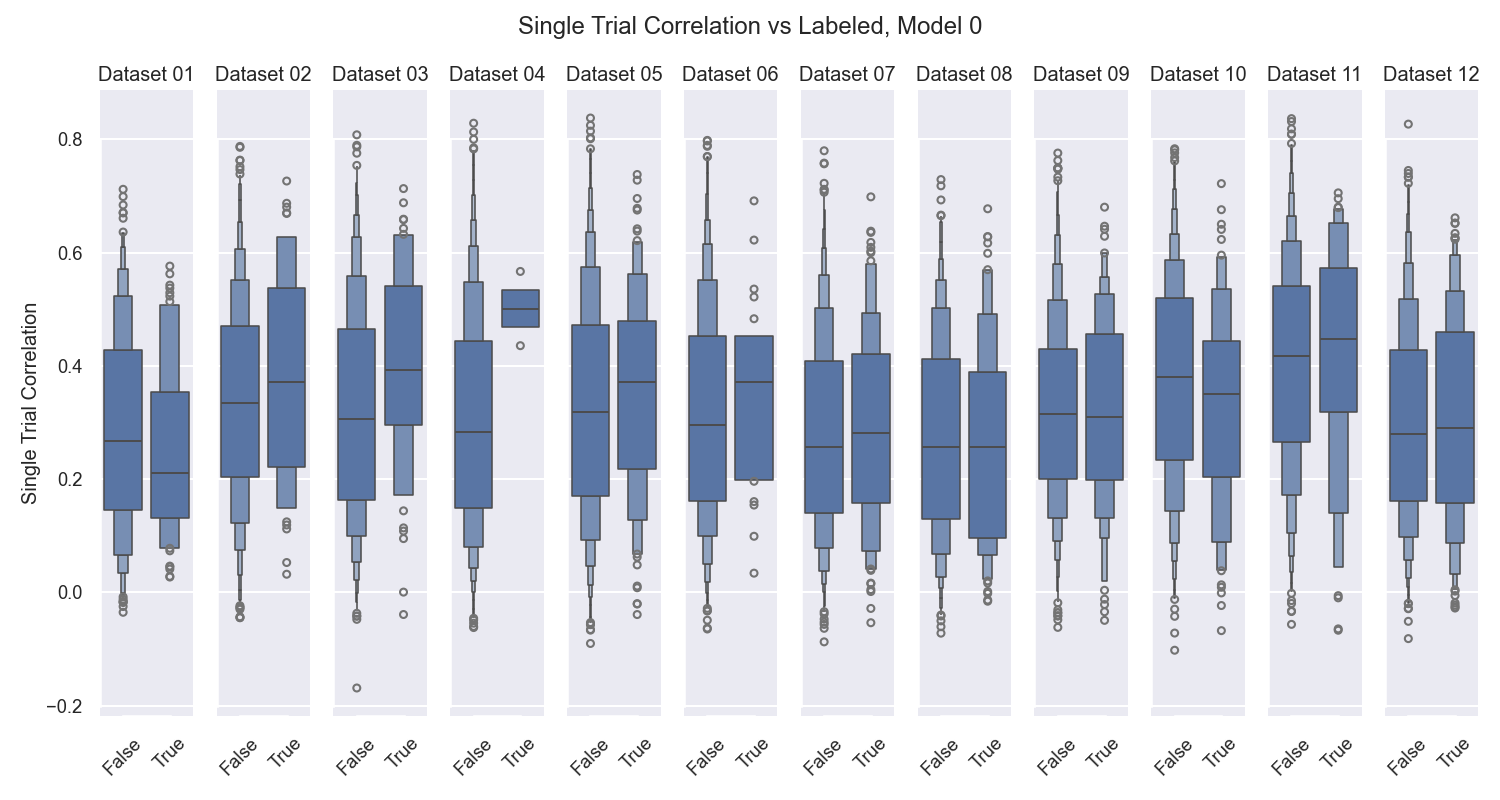 Single Trial Correlation vs Labeled, Model 0
Dataset 01 Dataset 02 Dataset 03 Dataset 04 Dataset 05 Dataset 06 Dataset 07 Dataset 08 Dataset 09 Dataset 10 Dataset 11 Dataset 12
Single Trial Correlation
0.8
0.6
0.4
0.2
0.0
−0.2
False True False True False True False True False True False True False True False True False True False True False True False True